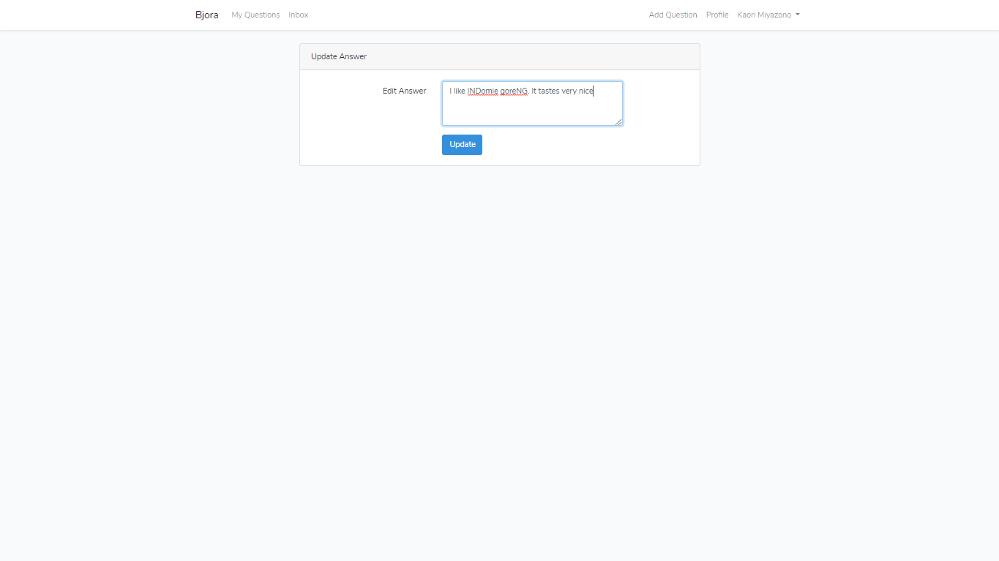 Bjora My Questions Inbox Add Question Profile Kaori Miyazono
Update Answer
Edit Answer I like INDomie goreNG. It tastes very nice
Update